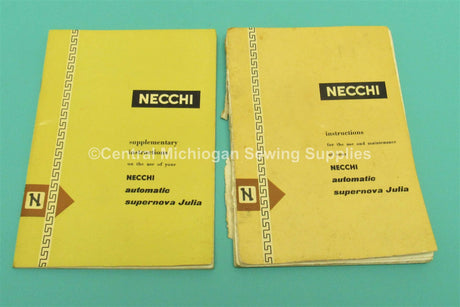 NECCHI
supplementary
instructions
on the use of your
NECCHI
automatic
supernova Julia
N
NECCHI
instructions
for the use and maintenance
NECCHI
automatic
supernova Julia
N
©Central Michiogan Sewing Supplies